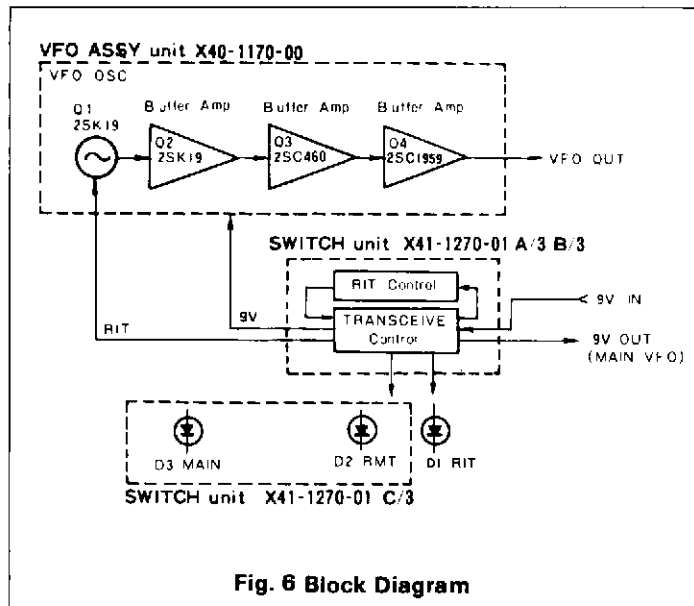 VFO ASSY unit X40-1170-00
VFO OSC
Q1
2SK19
Buffer Amp
Q2
2SK19
Buffer Amp
Q3
2SC460
Buffer Amp
Q4
2SC1959
VFO OUT
SWITCH unit X41-1270-01 A/3 B/3
RIT Control
TRANSCEIVE
Control
9V IN
9V OUT
(MAIN VFO)
9V
RIT
D3 MAIN
D2 RMT
D1 RIT
SWITCH unit X41-1270-01 C/3
Fig. 6 Block Diagram